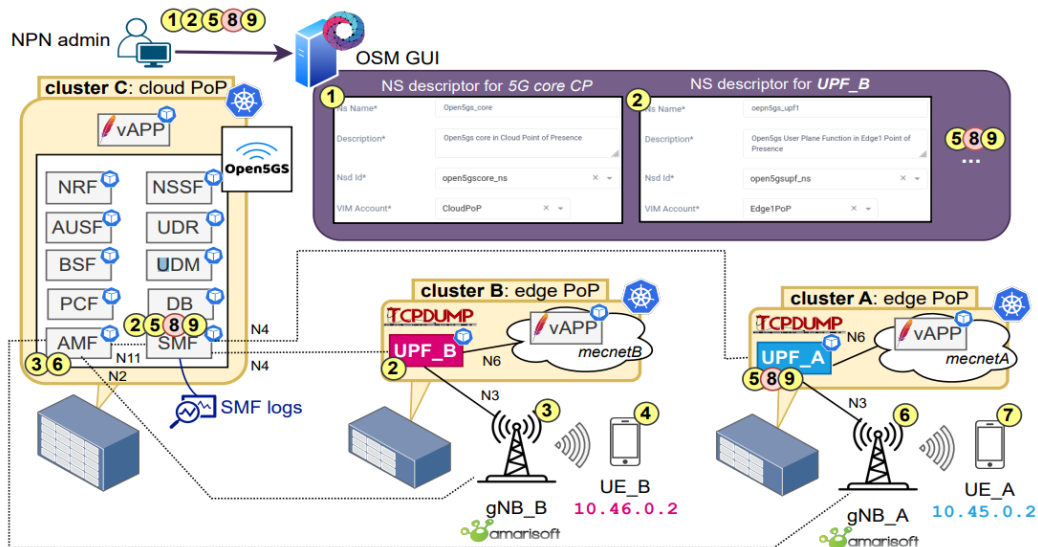 1 2 5 8 9
NPN admin
OSM GUI
cluster C: cloud PoP
vAPP
Open5GS
NRF
NSSF
AUSF
UDR
BSF
UDM
PCF
DB
2 5 8 9
AMF
SMF
3 6
N11
N2
N4
N4
SMF logs
NS descriptor for 5G core CP
1
Ns Name*
Open5gs_core
Description*
Open5gs core in Cloud Point of Presence
Nsd Id*
open5gscore_ns
VIM Account*
CloudPoP
NS descriptor for UPF_B
2
Ns Name*
oepn5gs_upf1
Description*
Open5gs User Plane Function in Edge1 Point of
Presence
Nsd Id*
open5gsupf_ns
VIM Account*
Edge1PoP
5 8 9
...
cluster B: edge PoP
TCPDUMP
vAPP
UPF_B
mecnetB
N6
2
N3
3
4
gNB_B
UE_B
10.46.0.2
amarisoft
cluster A: edge PoP
TCPDUMP
vAPP
N6
UPF_A
mecnetA
5 8 9
N3
6
7
gNB_A
UE_A
10.45.0.2
amarisoft